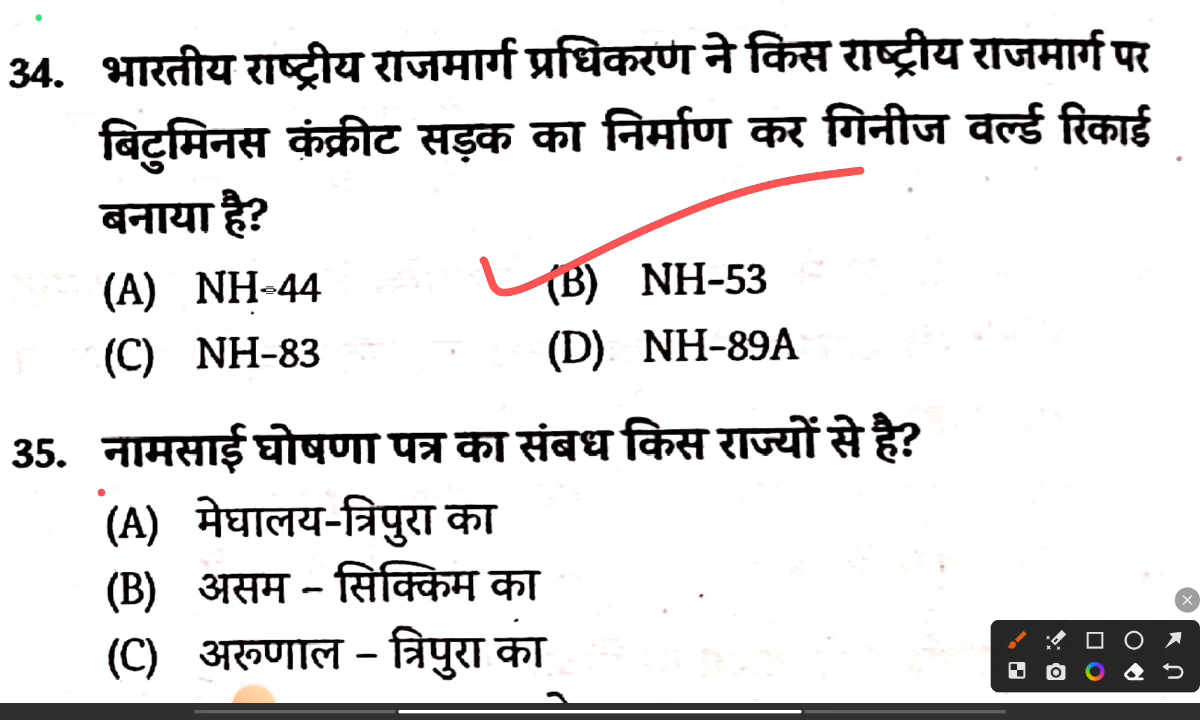 34. भारतीय राष्ट्रीय राजमार्ग प्रधिकरण ने किस राष्ट्रीय राजमार्ग पर
बिटुमिनस कंक्रीट सड़क का निर्माण कर गिनीज वर्ल्ड रिकार्ड
बनाया है?
(A) NH-44 (B) NH-53
(C) NH-83 (D) NH-89A
35. नामसाई घोषणा पत्र का संबध किस राज्यों से है?
(A) मेघालय-त्रिपुरा का
(B) असम – सिक्किम का
(C) अरूणाल – त्रिपुरा का